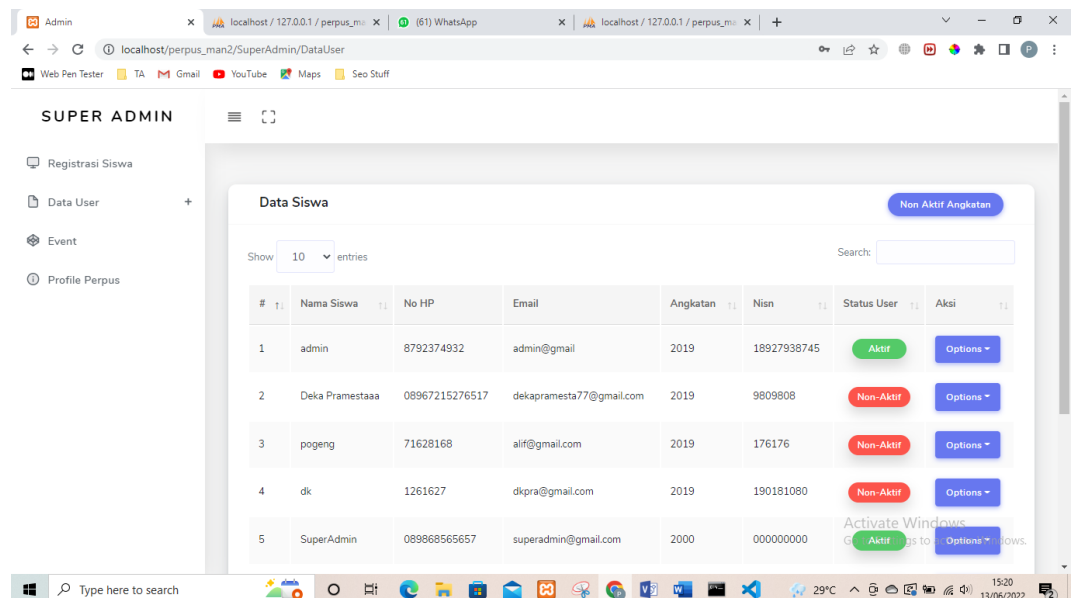 Admin
localhost / 127.0.0.1 / perpus_ma
(61) WhatsApp
localhost / 127.0.0.1 / perpus_ma
localhost/perpus_man2/SuperAdmin/DataUser
Web Pen Tester TA Gmail YouTube Maps Seo Stuff
SUPER ADMIN
Registrasi Siswa
Data User +
Event
Profile Perpus
Data Siswa
Non Aktif Angkatan
Show 10 entries
Search:
# Nama Siswa No HP Email Angkatan Nisn Status User Aksi
1 admin 8792374932 admin@gmail 2019 18927938745 Aktif Options
2 Deka Pramestaaa 08967215276517 dekapramesta77@gmail.com 2019 9809808 Non-Aktif Options
3 pogeng 71628168 alif@gmail.com 2019 176176 Non-Aktif Options
4 dk 1261627 dkpra@gmail.com 2019 190181080 Non-Aktif Options
5 SuperAdmin 089868565657 superadmin@gmail.com 2000 000000000 Aktif Options
Activate Windows
Type here to search
29°C
15:20
13/06/2022